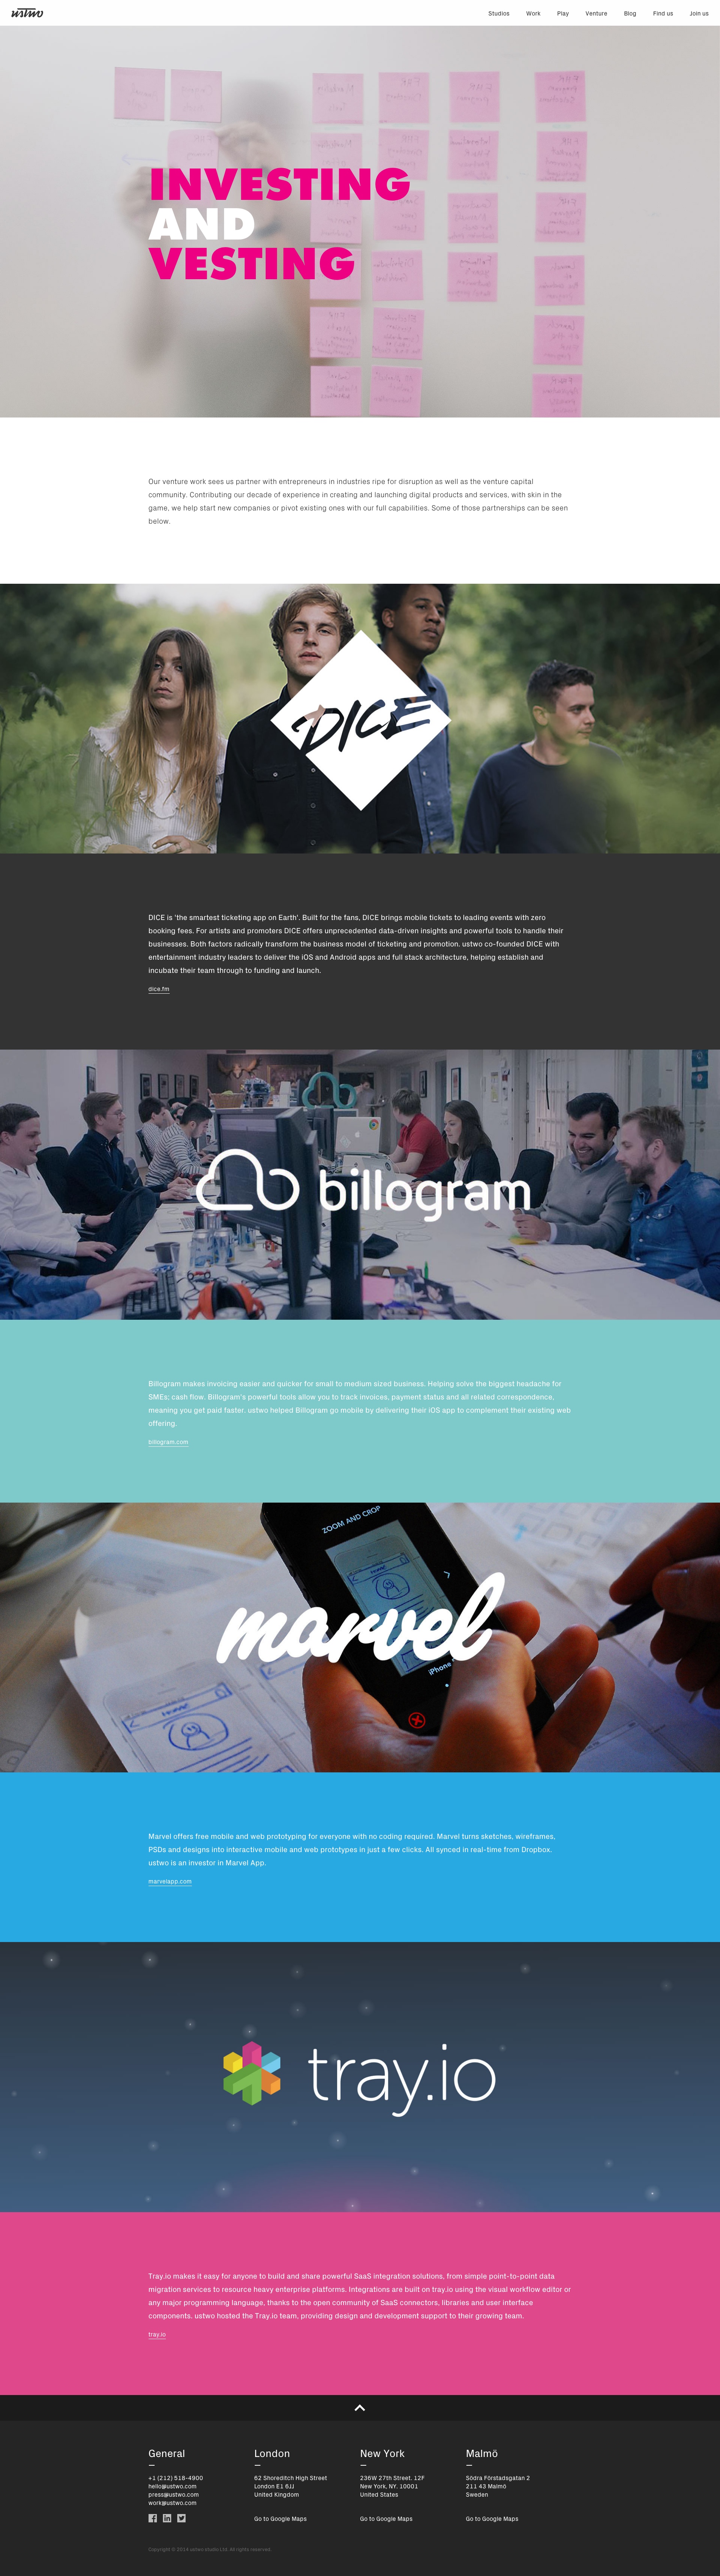 ustwo
Studios Work Play Venture Blog Find us Join us
INVESTING
AND
VESTING
Our venture work sees us partner with entrepreneurs in industries ripe for disruption as well as the venture capital
community. Contributing our decade of experience in creating and launching digital products and services, with skin in the
game, we help start new companies or pivot existing ones with our full capabilities. Some of those partnerships can be seen
below.
DICE
DICE is 'the smartest ticketing app on Earth'. Built for the fans, DICE brings mobile tickets to leading events with zero
booking fees. For artists and promoters DICE offers unprecedented data-driven insights and powerful tools to handle their
businesses. Both factors radically transform the business model of ticketing and promotion. ustwo co-founded DICE with
entertainment industry leaders to deliver the iOS and Android apps and full stack architecture, helping establish and
incubate their team through to funding and launch.
dice.fm
billogram
Billogram makes invoicing easier and quicker for small to medium sized business. Helping solve the biggest headache for
SMEs; cash flow. Billogram's powerful tools allow you to track invoices, payment status and all related correspondence,
meaning you get paid faster. ustwo helped Billogram go mobile by delivering their iOS app to complement their existing web
offering.
billogram.com
ZOOM AND CROP
marvel
iPhone
Marvel offers free mobile and web prototyping for everyone with no coding required. Marvel turns sketches, wireframes,
PSDs and designs into interactive mobile and web prototypes in just a few clicks. All synced in real-time from Dropbox.
ustwo is an investor in Marvel App.
marvelapp.com
tray.io
Tray.io makes it easy for anyone to build and share powerful SaaS integration solutions, from simple point-to-point data
migration services to resource heavy enterprise platforms. Integrations are built on tray.io using the visual workflow editor or
any major programming language, thanks to the open community of SaaS connectors, libraries and user interface
components. ustwo hosted the Tray.io team, providing design and development support to their growing team.
tray.io
General
+1 (212) 518-4900
hello@ustwo.com
press@ustwo.com
work@ustwo.com
London
62 Shoreditch High Street
London E1 6JJ
United Kingdom
Go to Google Maps
New York
236W 27th Street, 12F
New York, NY, 10001
United States
Go to Google Maps
Malmö
Södra Förstadsgatan 2
211 43 Malmö
Sweden
Go to Google Maps
Copyright © 2014 ustwo studio Ltd. All rights reserved.